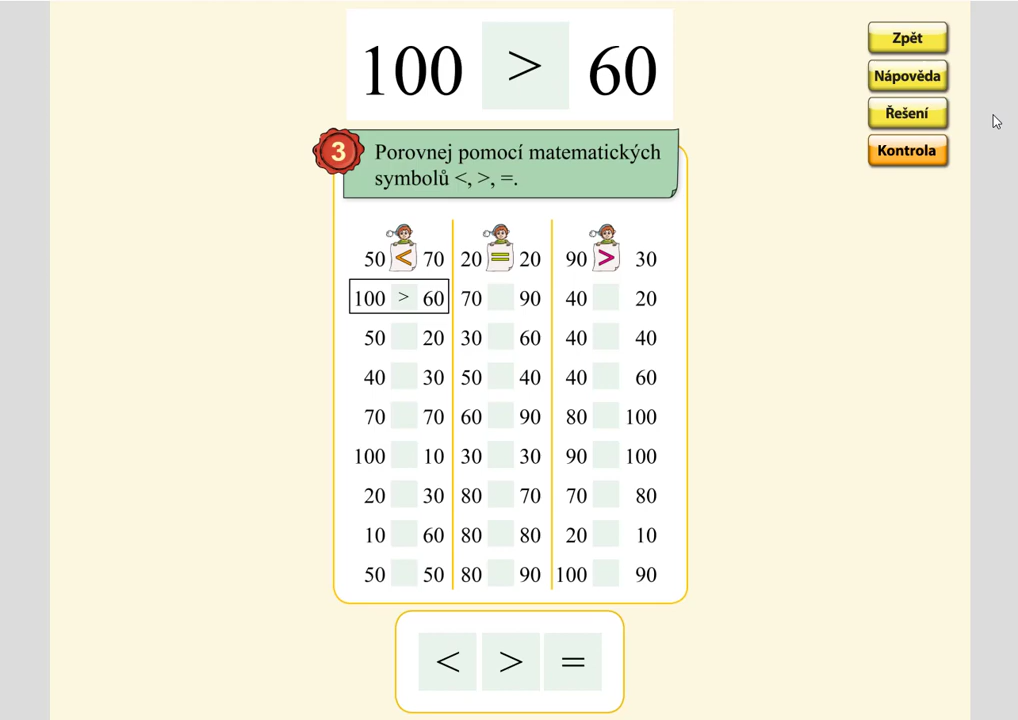 100 > 60
Zpět
Nápověda
Řešení
Kontrola
3 Porovnej pomocí matematických
symbolů <, >, =.
50 < 70 20 = 20 90 > 30
100 > 60 70 90 40 20
50 20 30 60 40 40
40 30 50 40 40 60
70 70 60 90 80 100
100 10 30 30 90 100
20 30 80 70 70 80
10 60 80 80 20 10
50 50 80 90 100 90
< > =